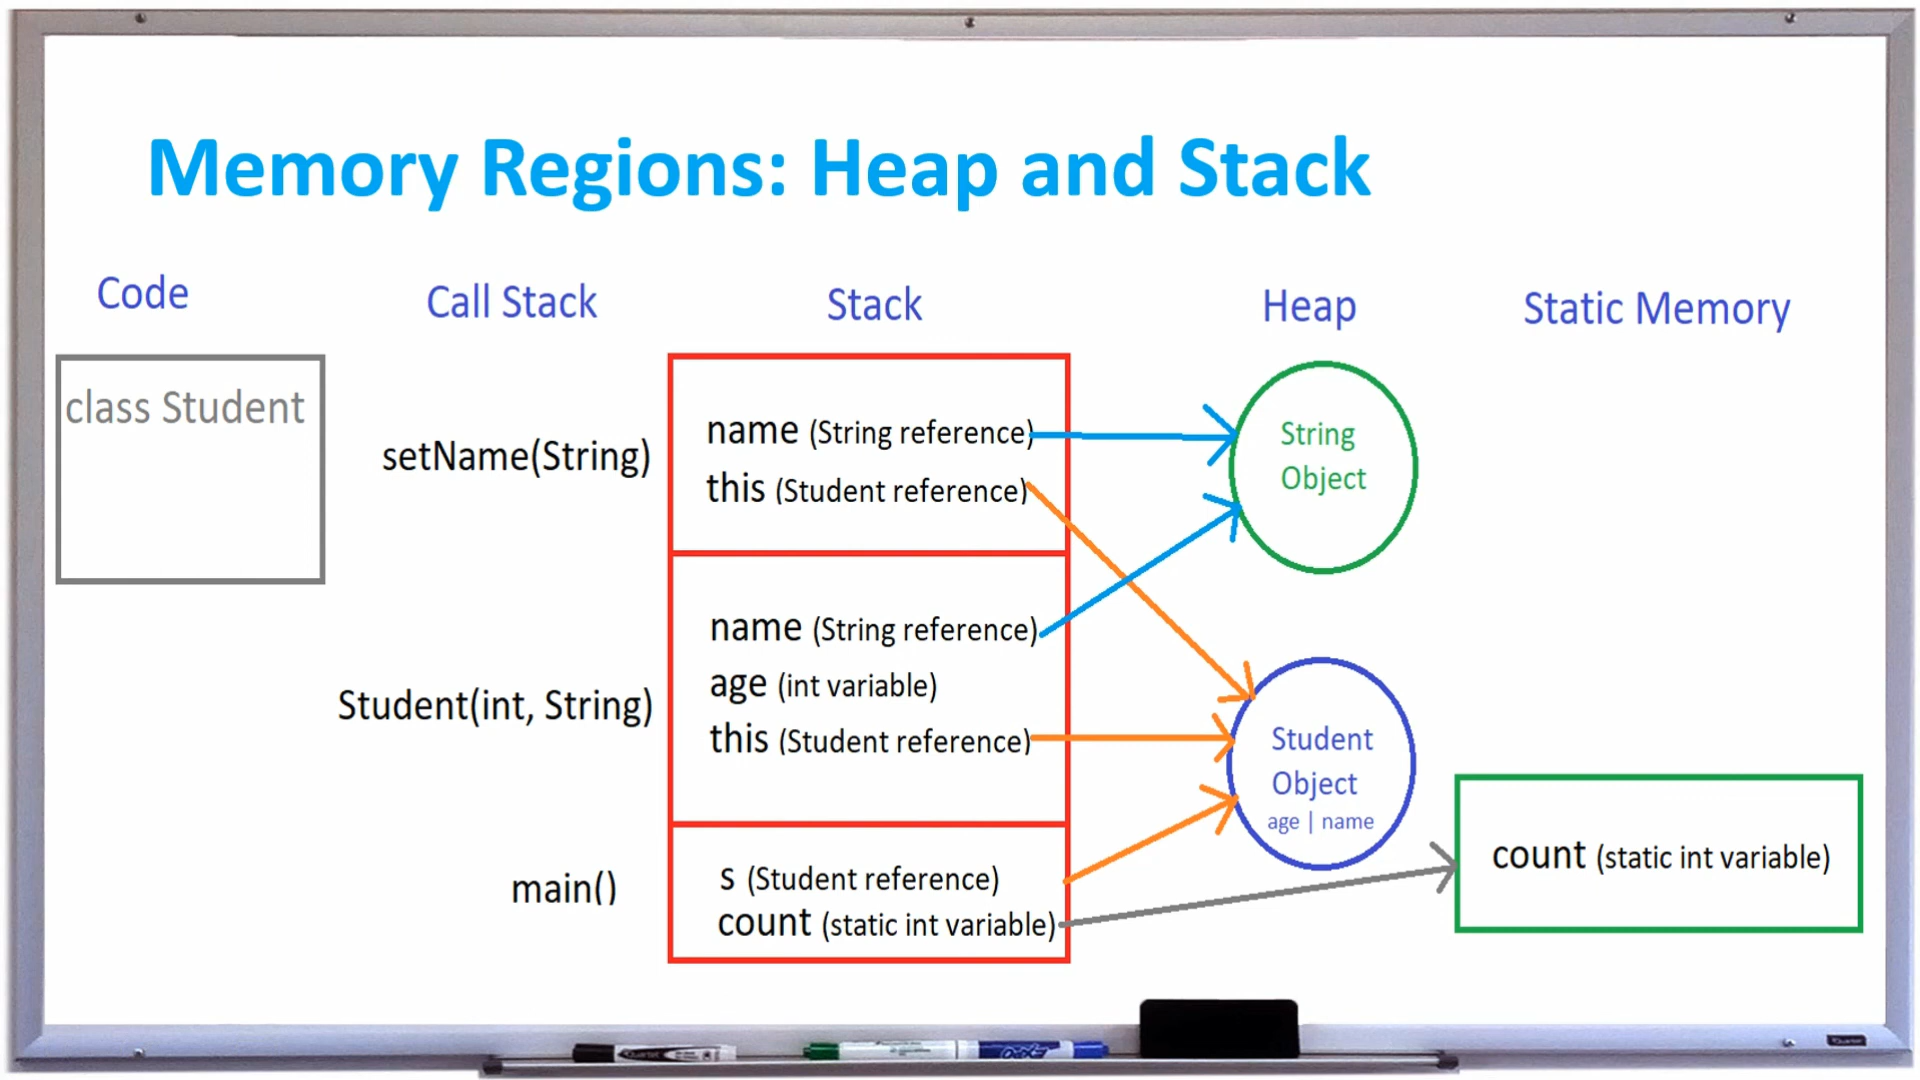 Memory Regions: Heap and Stack
Code
Call Stack
Stack
Heap
Static Memory
class Student
setName(String)
name (String reference)
this (Student reference)
String
Object
Student(int, String)
name (String reference)
age (int variable)
this (Student reference)
Student
Object
age | name
main()
s (Student reference)
count (static int variable)
count (static int variable)
Quartet